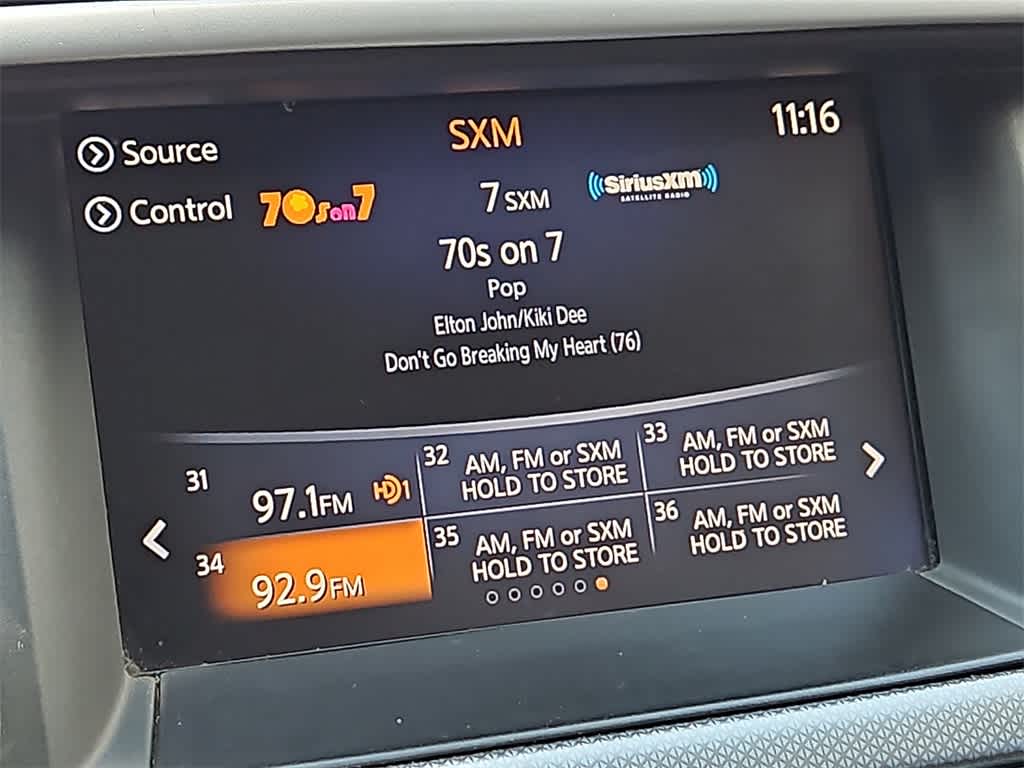 Source
SXM
11:16
Control
70s on 7
7 SXM
SiriusXM
SATELLITE RADIO
70s on 7
Pop
Elton John/Kiki Dee
Don't Go Breaking My Heart (76)
31
97.1FM HD1
32
AM, FM or SXM
HOLD TO STORE
33
AM, FM or SXM
HOLD TO STORE
34
92.9FM
35
AM, FM or SXM
HOLD TO STORE
36
AM, FM or SXM
HOLD TO STORE